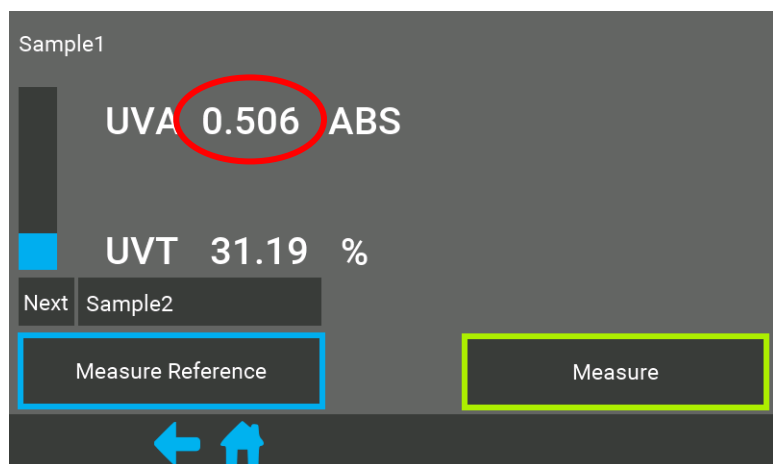 Sample1
UVA 0.506 ABS
UVT 31.19 %
Next Sample2
Measure Reference Measure